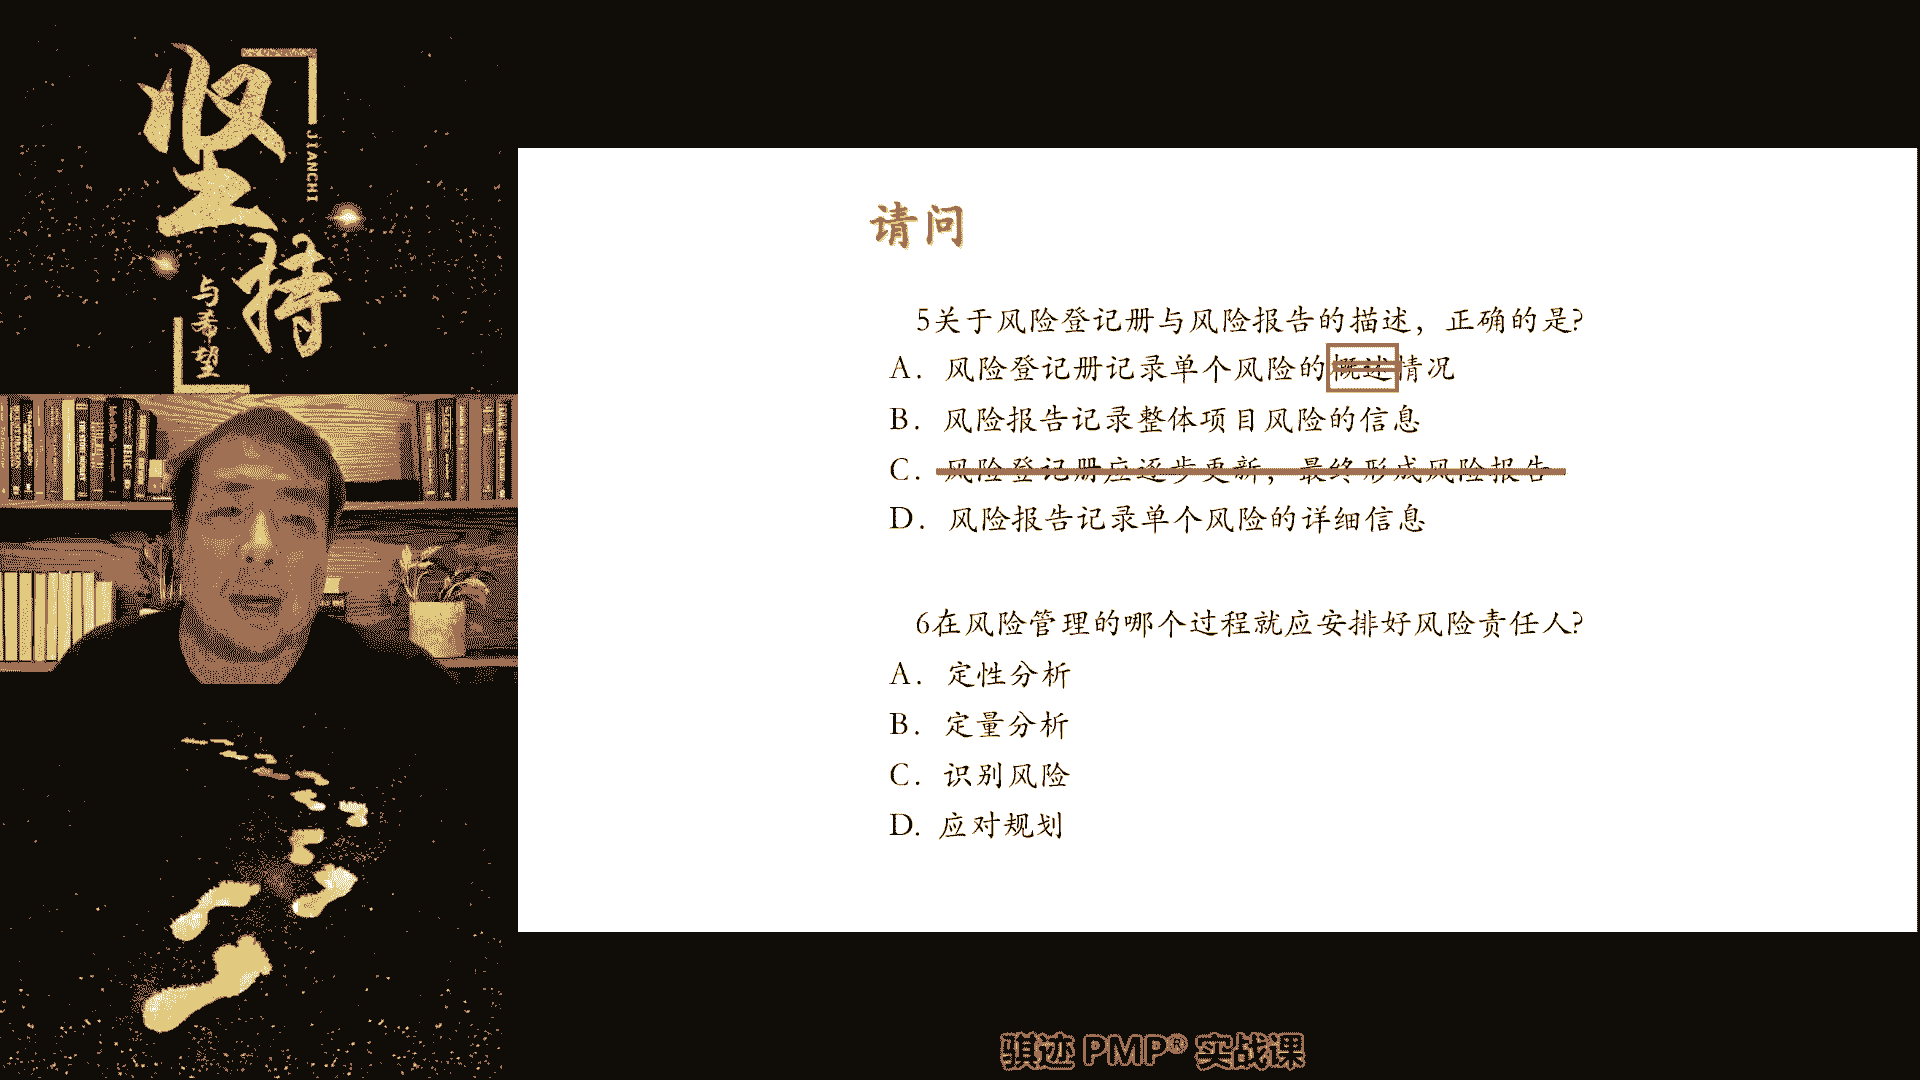 坚持
JIANCHI
与希望
请问
5关于风险登记册与风险报告的描述，正确的是?
A. 风险登记册记录单个风险的概述情况
B. 风险报告记录整体项目风险的信息
C. 风险登记册应逐步更新，最终形成风险报告
D. 风险报告记录单个风险的详细信息
6在风险管理的哪个过程就应安排好风险责任人?
A. 定性分析
B. 定量分析
C. 识别风险
D. 应对规划
骐迹 PMP® 实战课